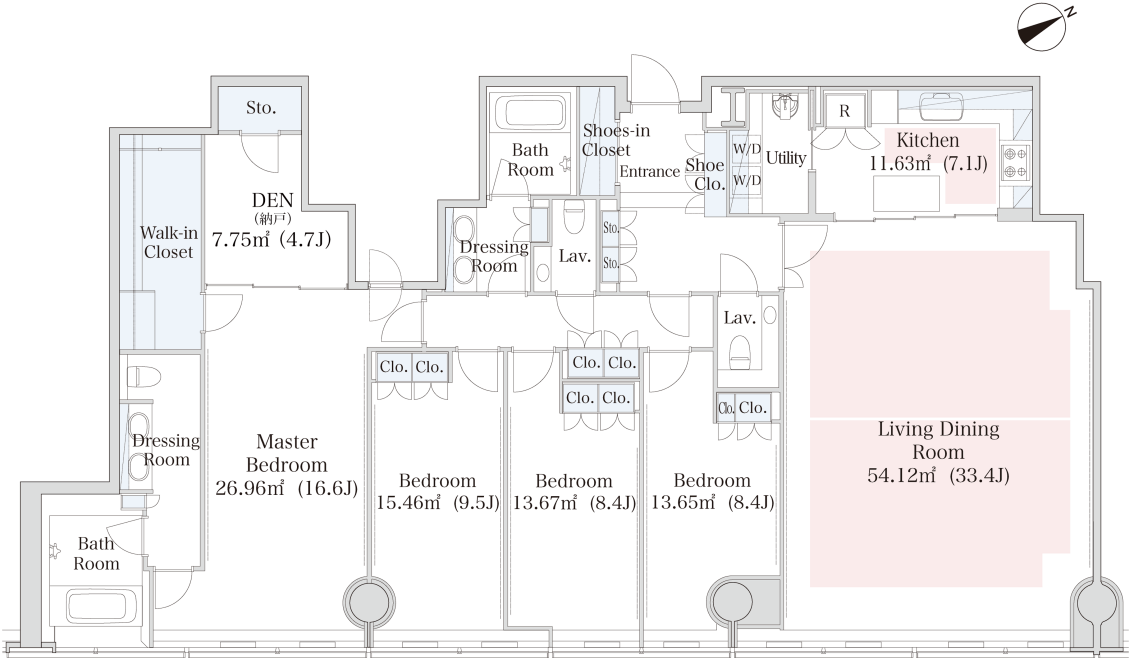 N
Sto.
DEN
(納戸)
7.75㎡ (4.7J)
Walk-in
Closet
Bath
Room
Shoes-in
Closet
Entrance
Shoe
Clo.
W/D
W/D
Utility
R
Kitchen
11.63㎡ (7.1J)
Dressing
Room
Lav.
Sto.
Sto.
Lav.
Clo.
Clo.
Clo.
Clo.
Clo.
Clo.
Clo.
Clo.
Dressing
Room
Master
Bedroom
26.96㎡ (16.6J)
Bedroom
15.46㎡ (9.5J)
Bedroom
13.67㎡ (8.4J)
Bedroom
13.65㎡ (8.4J)
Living Dining
Room
54.12㎡ (33.4J)
Bath
Room